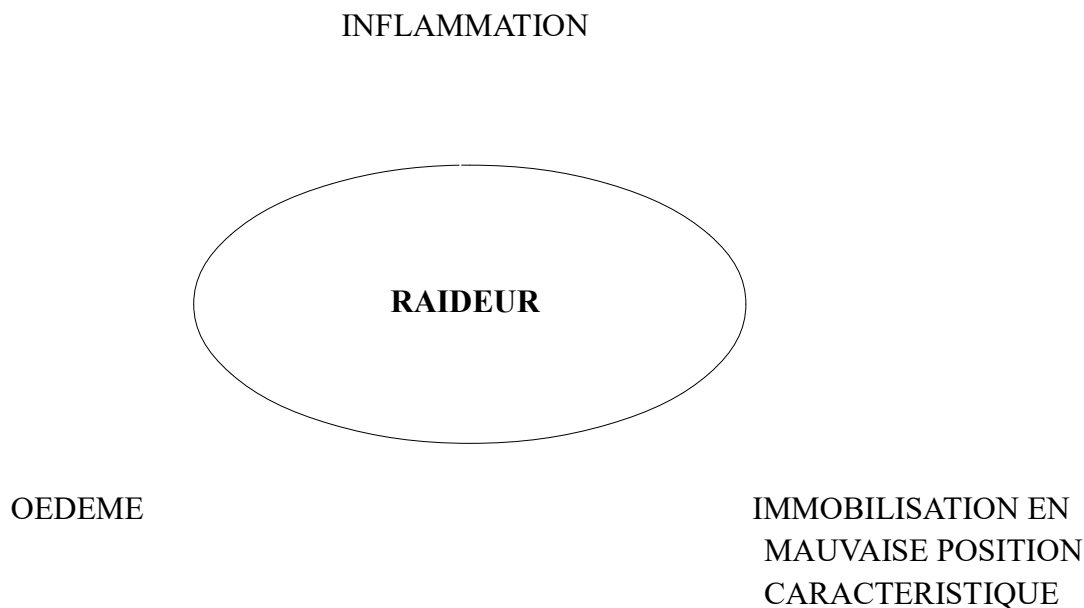 INFLAMMATION
RAIDEUR
OEDEME
IMMOBILISATION EN
MAUVAISE POSITION
CARACTERISTIQUE